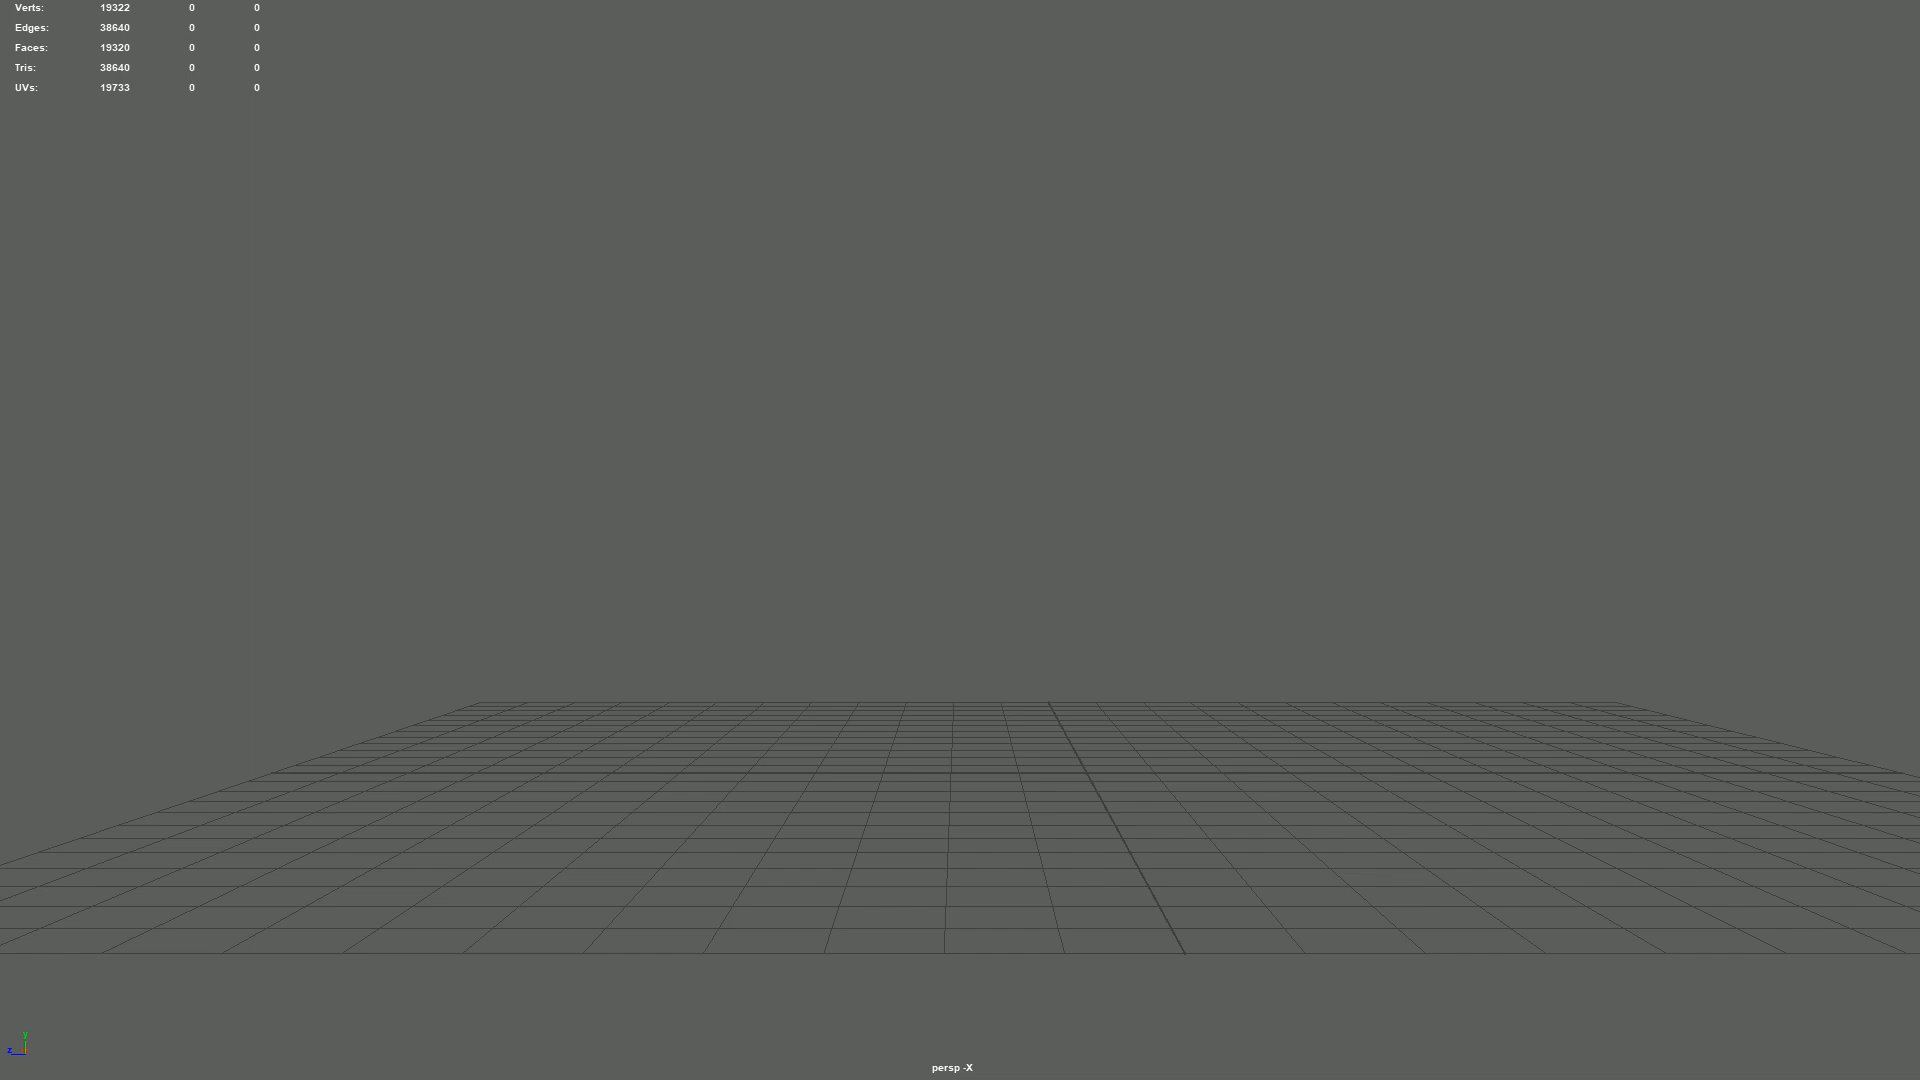 Verts: 19322 0 0
Edges: 38640 0 0
Faces: 19320 0 0
Tris: 38640 0 0
UVs: 19733 0 0
y
z
persp -X